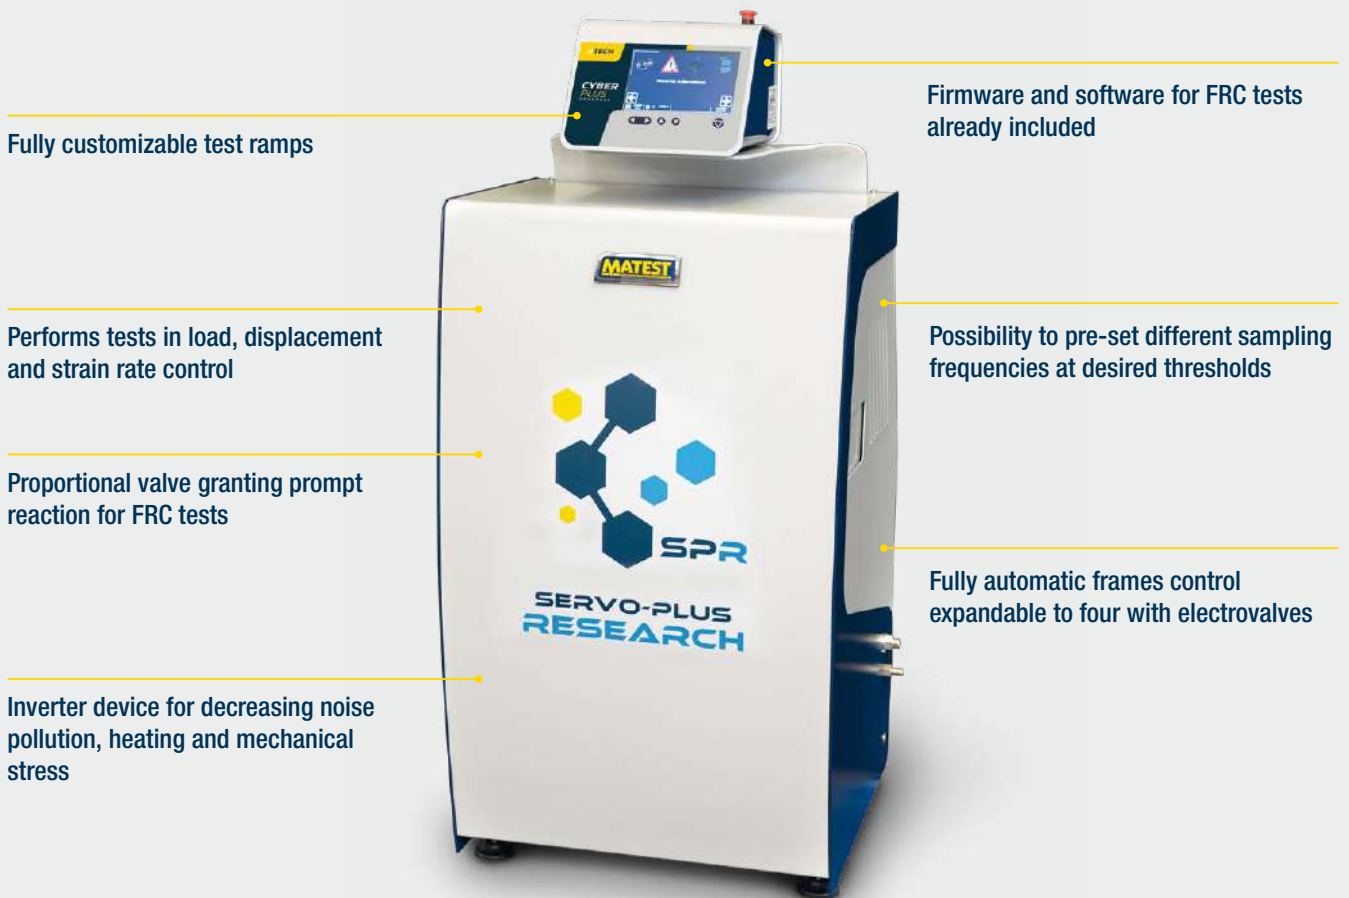 Fully customizable test ramps
Performs tests in load, displacement
and strain rate control
Proportional valve granting prompt
reaction for FRC tests
Inverter device for decreasing noise
pollution, heating and mechanical
stress
TECH
CYBER
PLUS
MATEST
SPR
SERVO-PLUS
RESEARCH
Firmware and software for FRC tests
already included
Possibility to pre-set different sampling
frequencies at desired thresholds
Fully automatic frames control
expandable to four with electrovalves